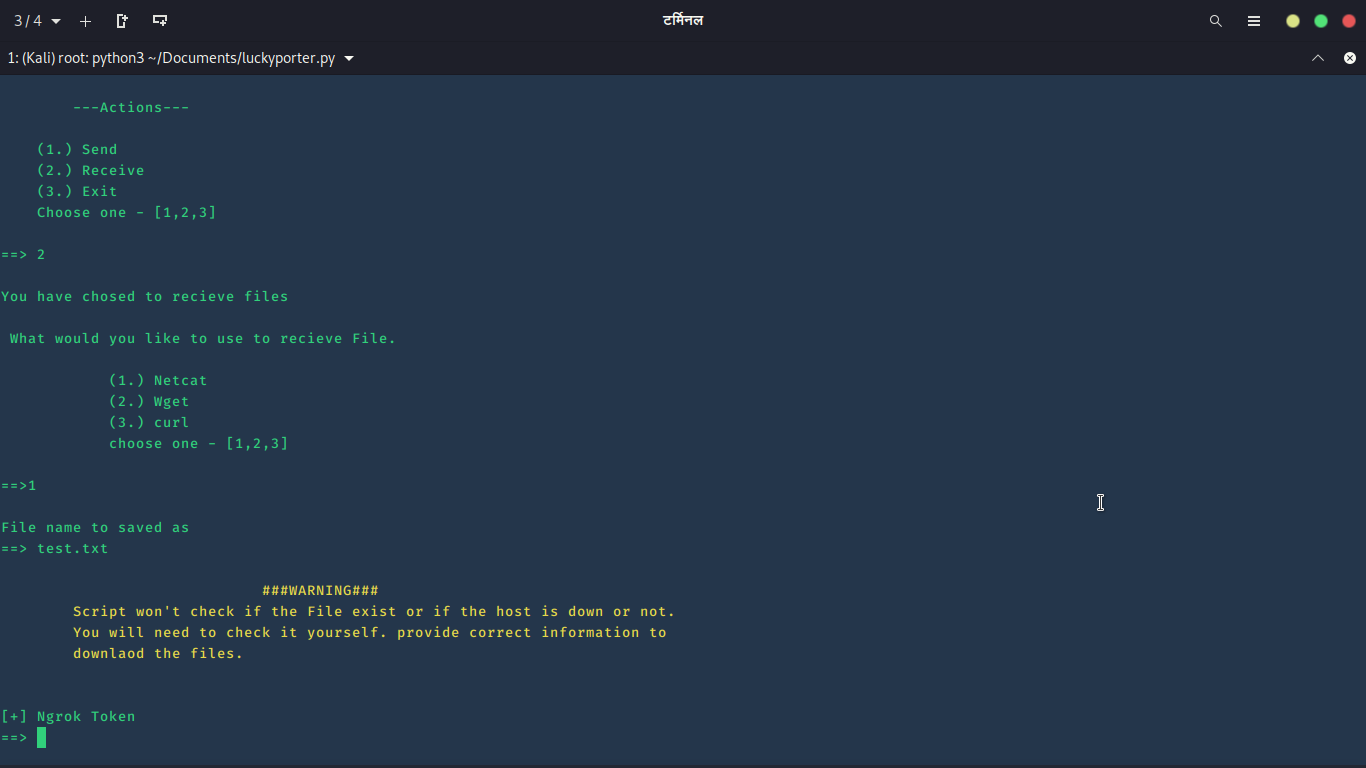 3 / 4
टर्मिनल
1: (Kali) root: python3 ~/Documents/luckyporter.py
---Actions---
(1.) Send
(2.) Receive
(3.) Exit
Choose one - [1,2,3]
==> 2
You have chosed to recieve files
What would you like to use to recieve File.
(1.) Netcat
(2.) Wget
(3.) curl
choose one - [1,2,3]
==>1
File name to saved as
==> test.txt
###WARNING###
Script won't check if the File exist or if the host is down or not.
You will need to check it yourself. provide correct information to
downlaod the files.
[+] Ngrok Token
==>